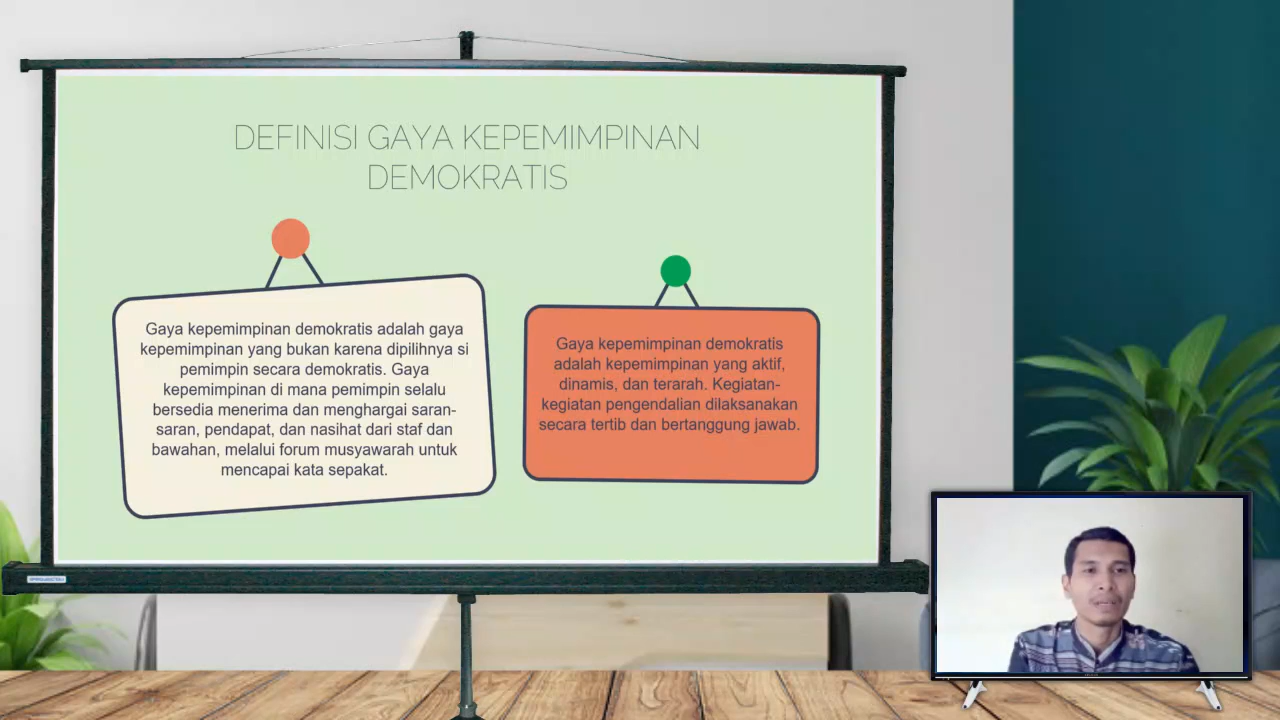 DEFINISI GAYA KEPEMIMPINAN
DEMOKRATIS
Gaya kepemimpinan demokratis adalah gaya
kepemimpinan yang bukan karena dipilihnya si
pemimpin secara demokratis. Gaya
kepemimpinan di mana pemimpin selalu
bersedia menerima dan menghargai saran-
saran, pendapat, dan nasihat dari staf dan
bawahan, melalui forum musyawarah untuk
mencapai kata sepakat.
Gaya kepemimpinan demokratis
adalah kepemimpinan yang aktif,
dinamis, dan terarah. Kegiatan-
kegiatan pengendalian dilaksanakan
secara tertib dan bertanggung jawab.